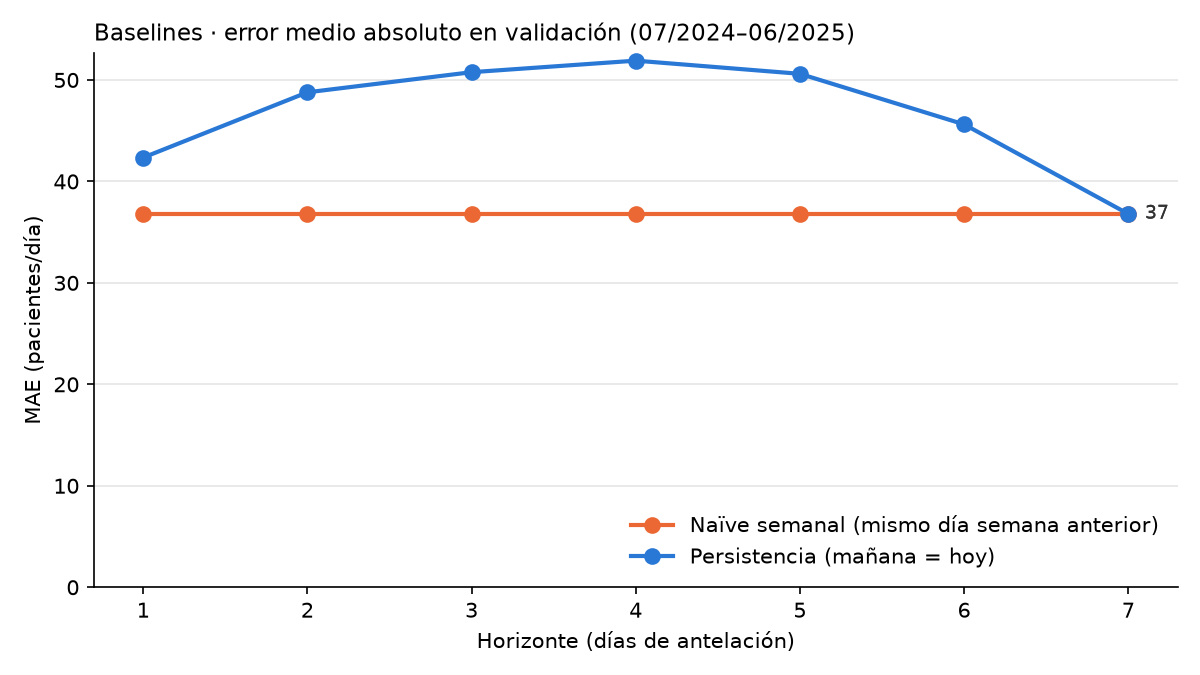 Baselines · error medio absoluto en validación (07/2024–06/2025)
MAE (pacientes/día)
50
40
30
20
10
0
37
Naïve semanal (mismo día semana anterior)
Persistencia (mañana = hoy)
1 2 3 4 5 6 7
Horizonte (días de antelación)